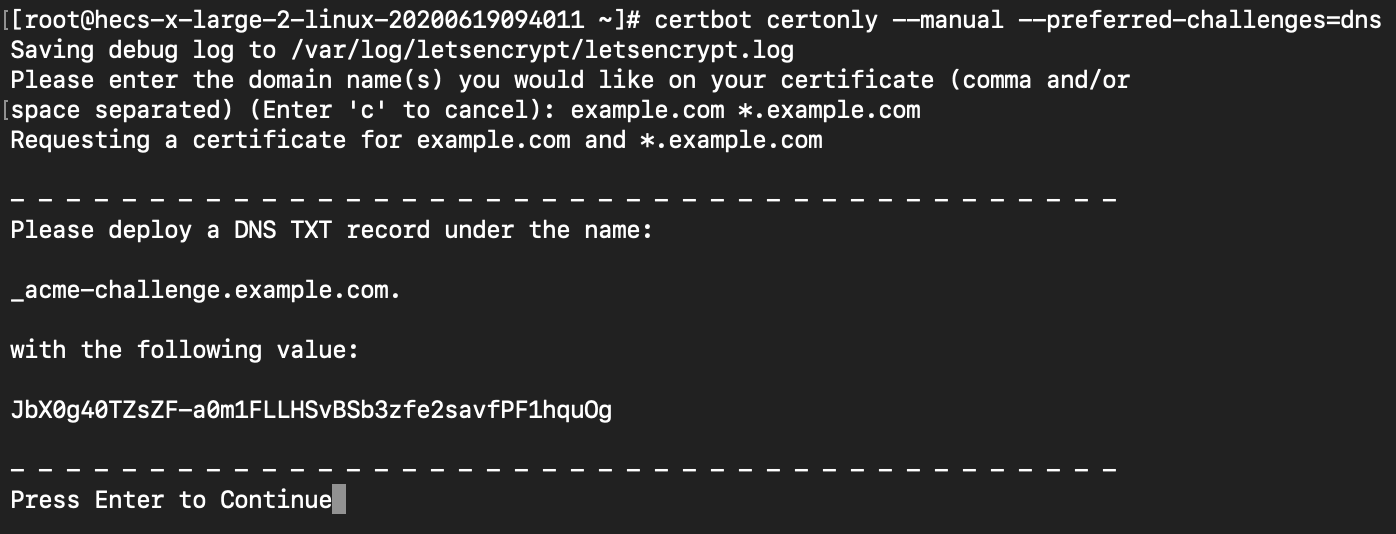 [[root@hecs-x-large-2-linux-20200619094011 ~]# certbot certonly --manual --preferred-challenges=dns
Saving debug log to /var/log/letsencrypt/letsencrypt.log
Please enter the domain name(s) you would like on your certificate (comma and/or
[space separated) (Enter 'c' to cancel): example.com *.example.com
Requesting a certificate for example.com and *.example.com
- - - - - - - - - - - - - - - - - - - - - - - - - - - - - - - - - - - - - - - -
Please deploy a DNS TXT record under the name:
_acme-challenge.example.com.
with the following value:
JbX0g40TZsZF-a0m1FLLHSvBSb3zfe2savfPF1hquOg
- - - - - - - - - - - - - - - - - - - - - - - - - - - - - - - - - - - - - - - -
Press Enter to Continue